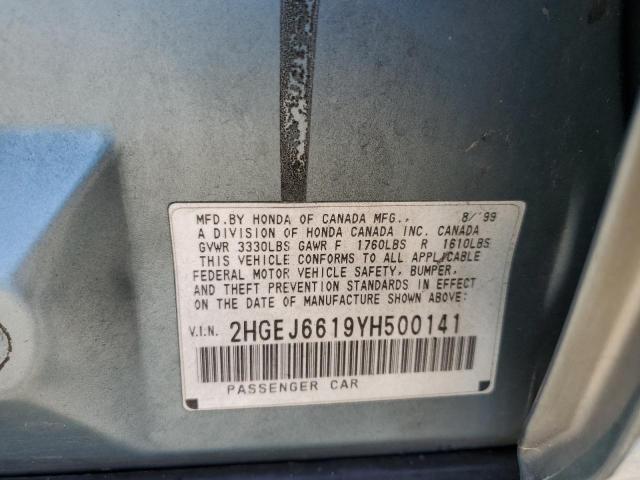 MFD.BY HONDA OF CANADA MFG., 8/'99
A DIVISION OF HONDA CANADA INC. CANADA
GVWR 3330LBS GAWR F 1760LBS R 1610LBS
THIS VEHICLE CONFORMS TO ALL APPLICABLE
FEDERAL MOTOR VEHICLE SAFETY, BUMPER,
AND THEFT PREVENTION STANDARDS IN EFFECT
ON THE DATE OF MANUFACTURE SHOWN ABOVE:
V.I.N. 2HGEJ6619YH500141
PASSENGER CAR